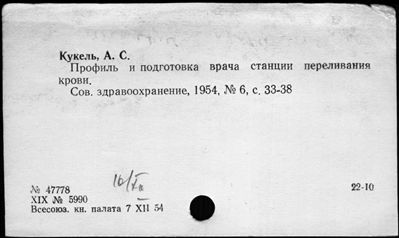 Кукель, А. С.
Профиль и подготовка врача станции переливания
крови.
Сов. здравоохранение, 1954, № 6, с. 33-38
№ 47778
XIX № 5990
Всесоюз. кн. палата 7 XII 54
22-10